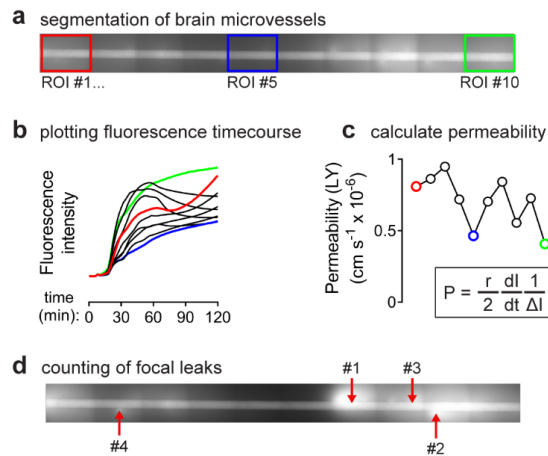 a segmentation of brain microvessels
ROI #1... ROI #5 ROI #10
b plotting fluorescence timecourse
Fluorescence
intensity
time
(min): 0 30 60 90 120
c calculate permeability
Permeability (LY)
(cm s⁻¹ x 10⁻⁶)
1
0.5
0
P = r/2 dI/dt 1/ΔI
d counting of focal leaks
#1 #3
#4 #2